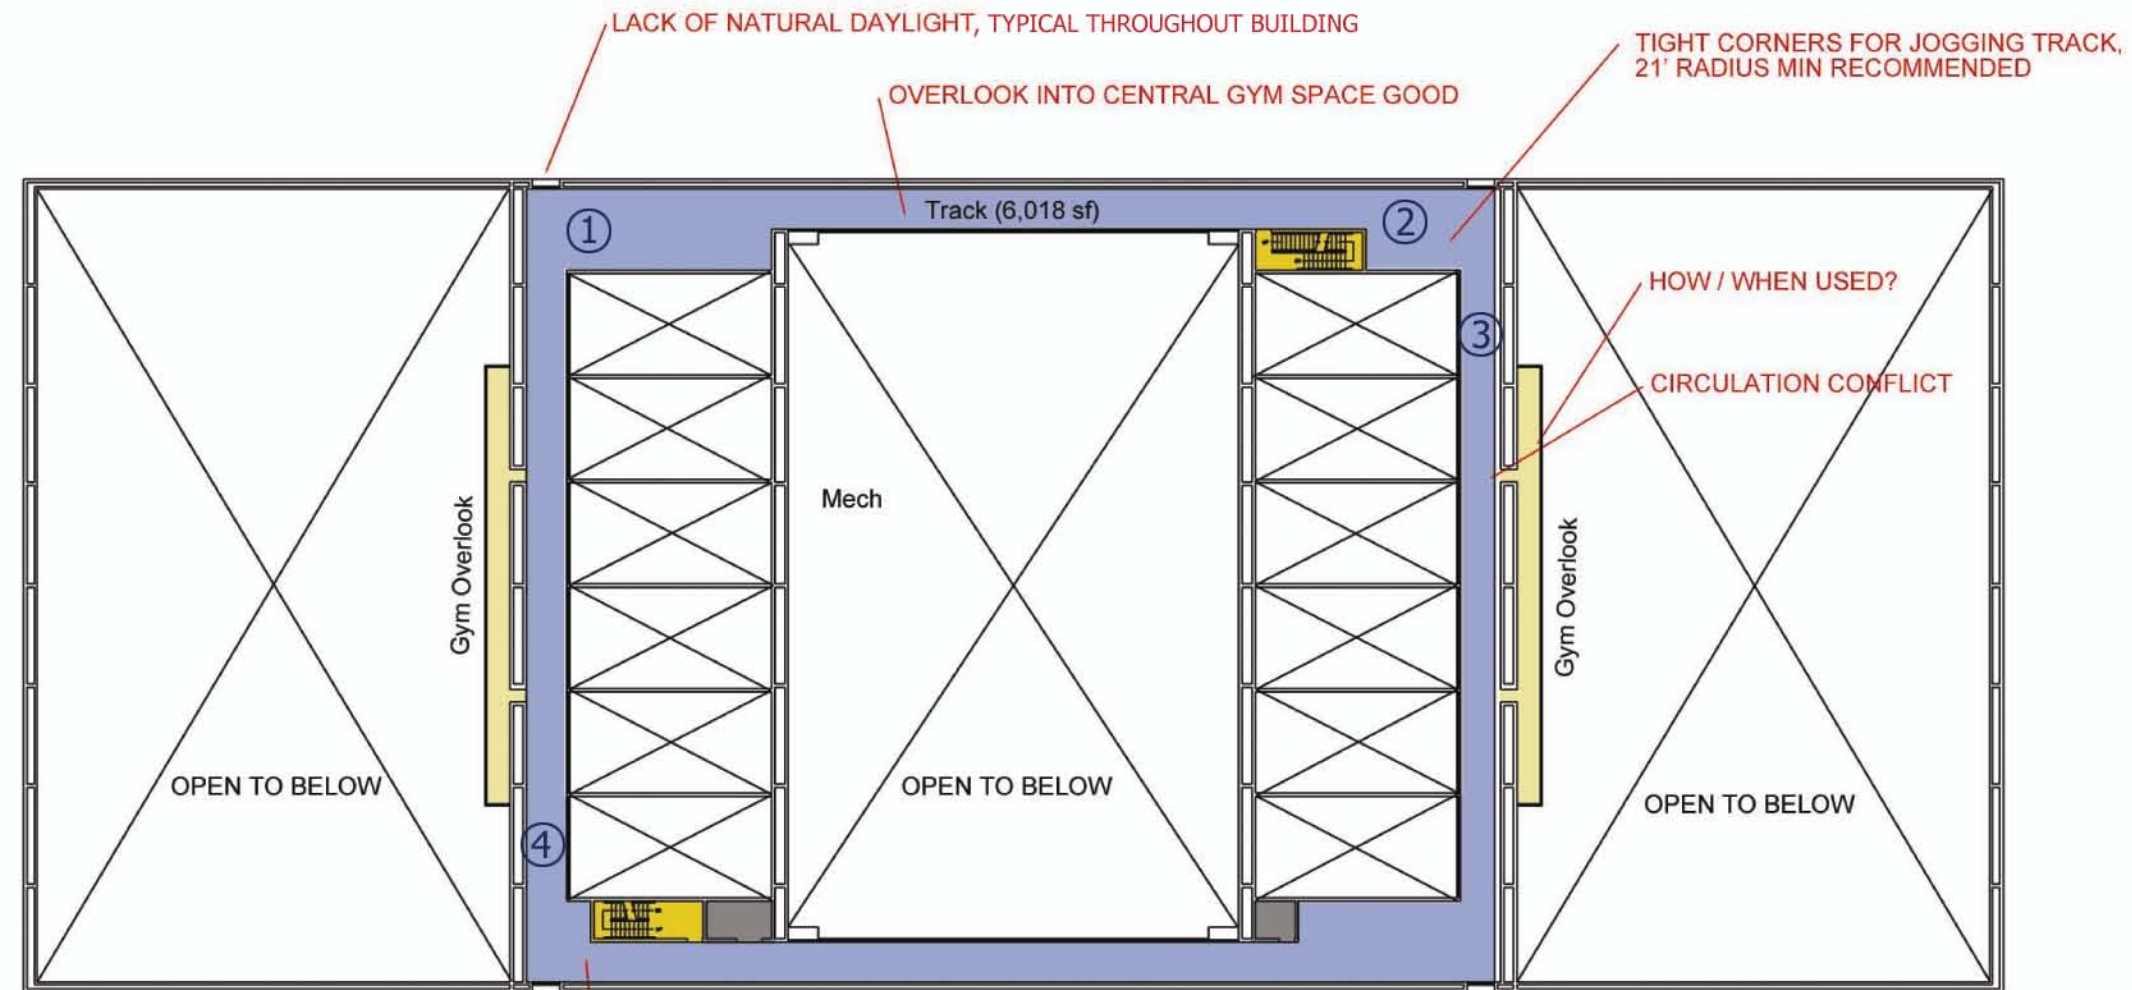 LACK OF NATURAL DAYLIGHT, TYPICAL THROUGHOUT BUILDING
TIGHT CORNERS FOR JOGGING TRACK,
21' RADIUS MIN RECOMMENDED
OVERLOOK INTO CENTRAL GYM SPACE GOOD
Track (6,018 sf)
1
2
HOW / WHEN USED?
3
CIRCULATION CONFLICT
Mech
Gym Overlook
Gym Overlook
OPEN TO BELOW
OPEN TO BELOW
OPEN TO BELOW
4